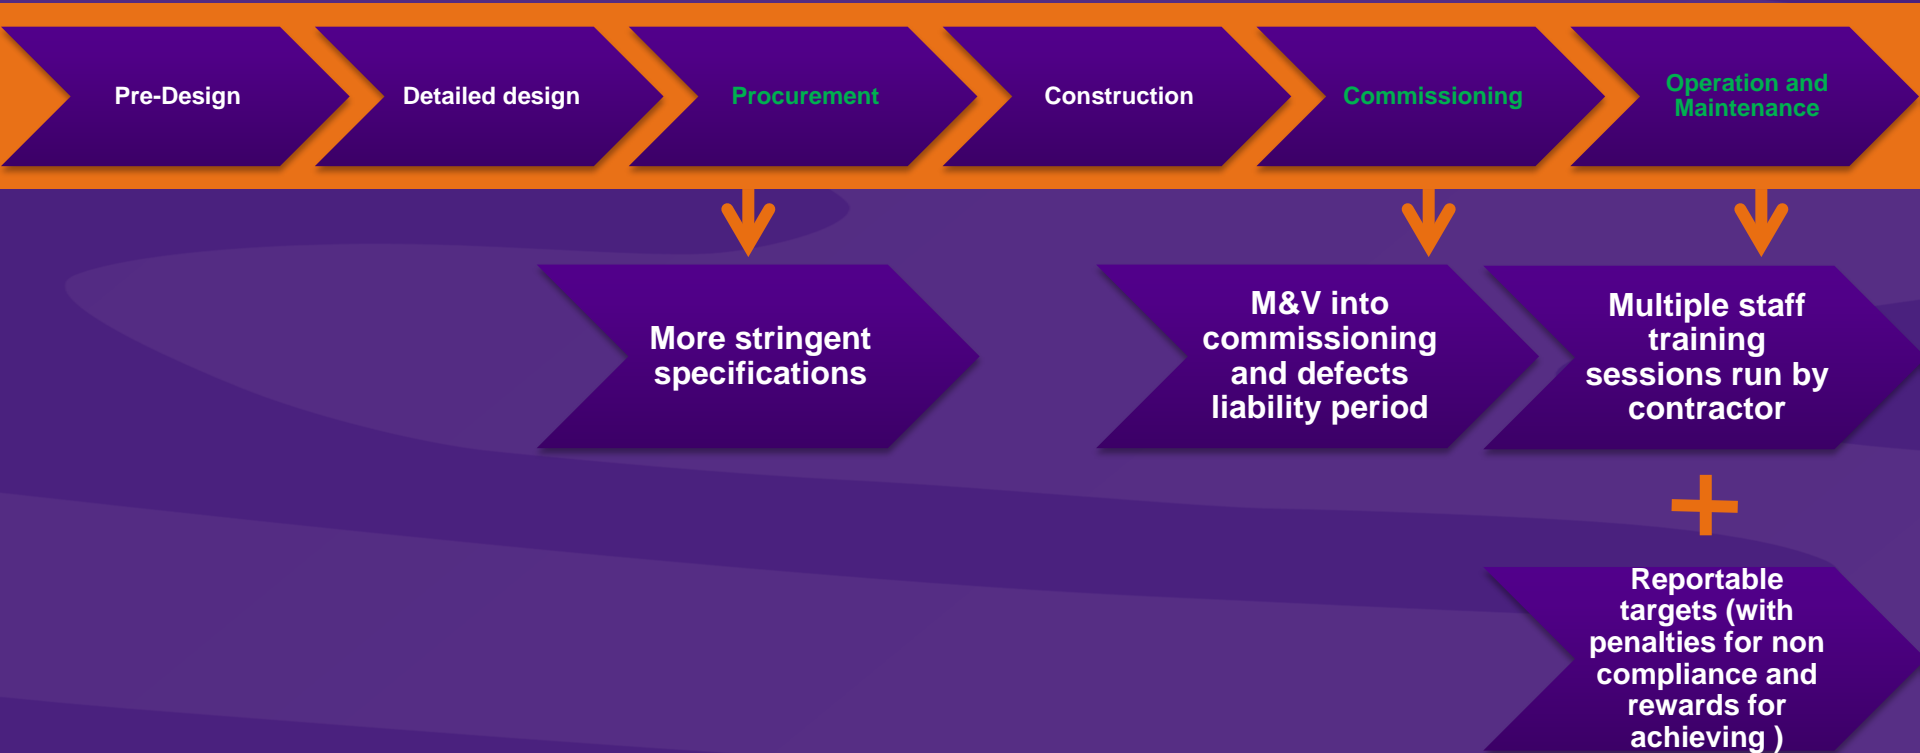 Pre-Design
Detailed design
Procurement
Construction
Commissioning
Operation and
Maintenance
More stringent
specifications
M&V into
commissioning
and defects
liability period
Multiple staff
training
sessions run by
contractor
Reportable
targets (with
penalties for non
compliance and
rewards for
achieving )